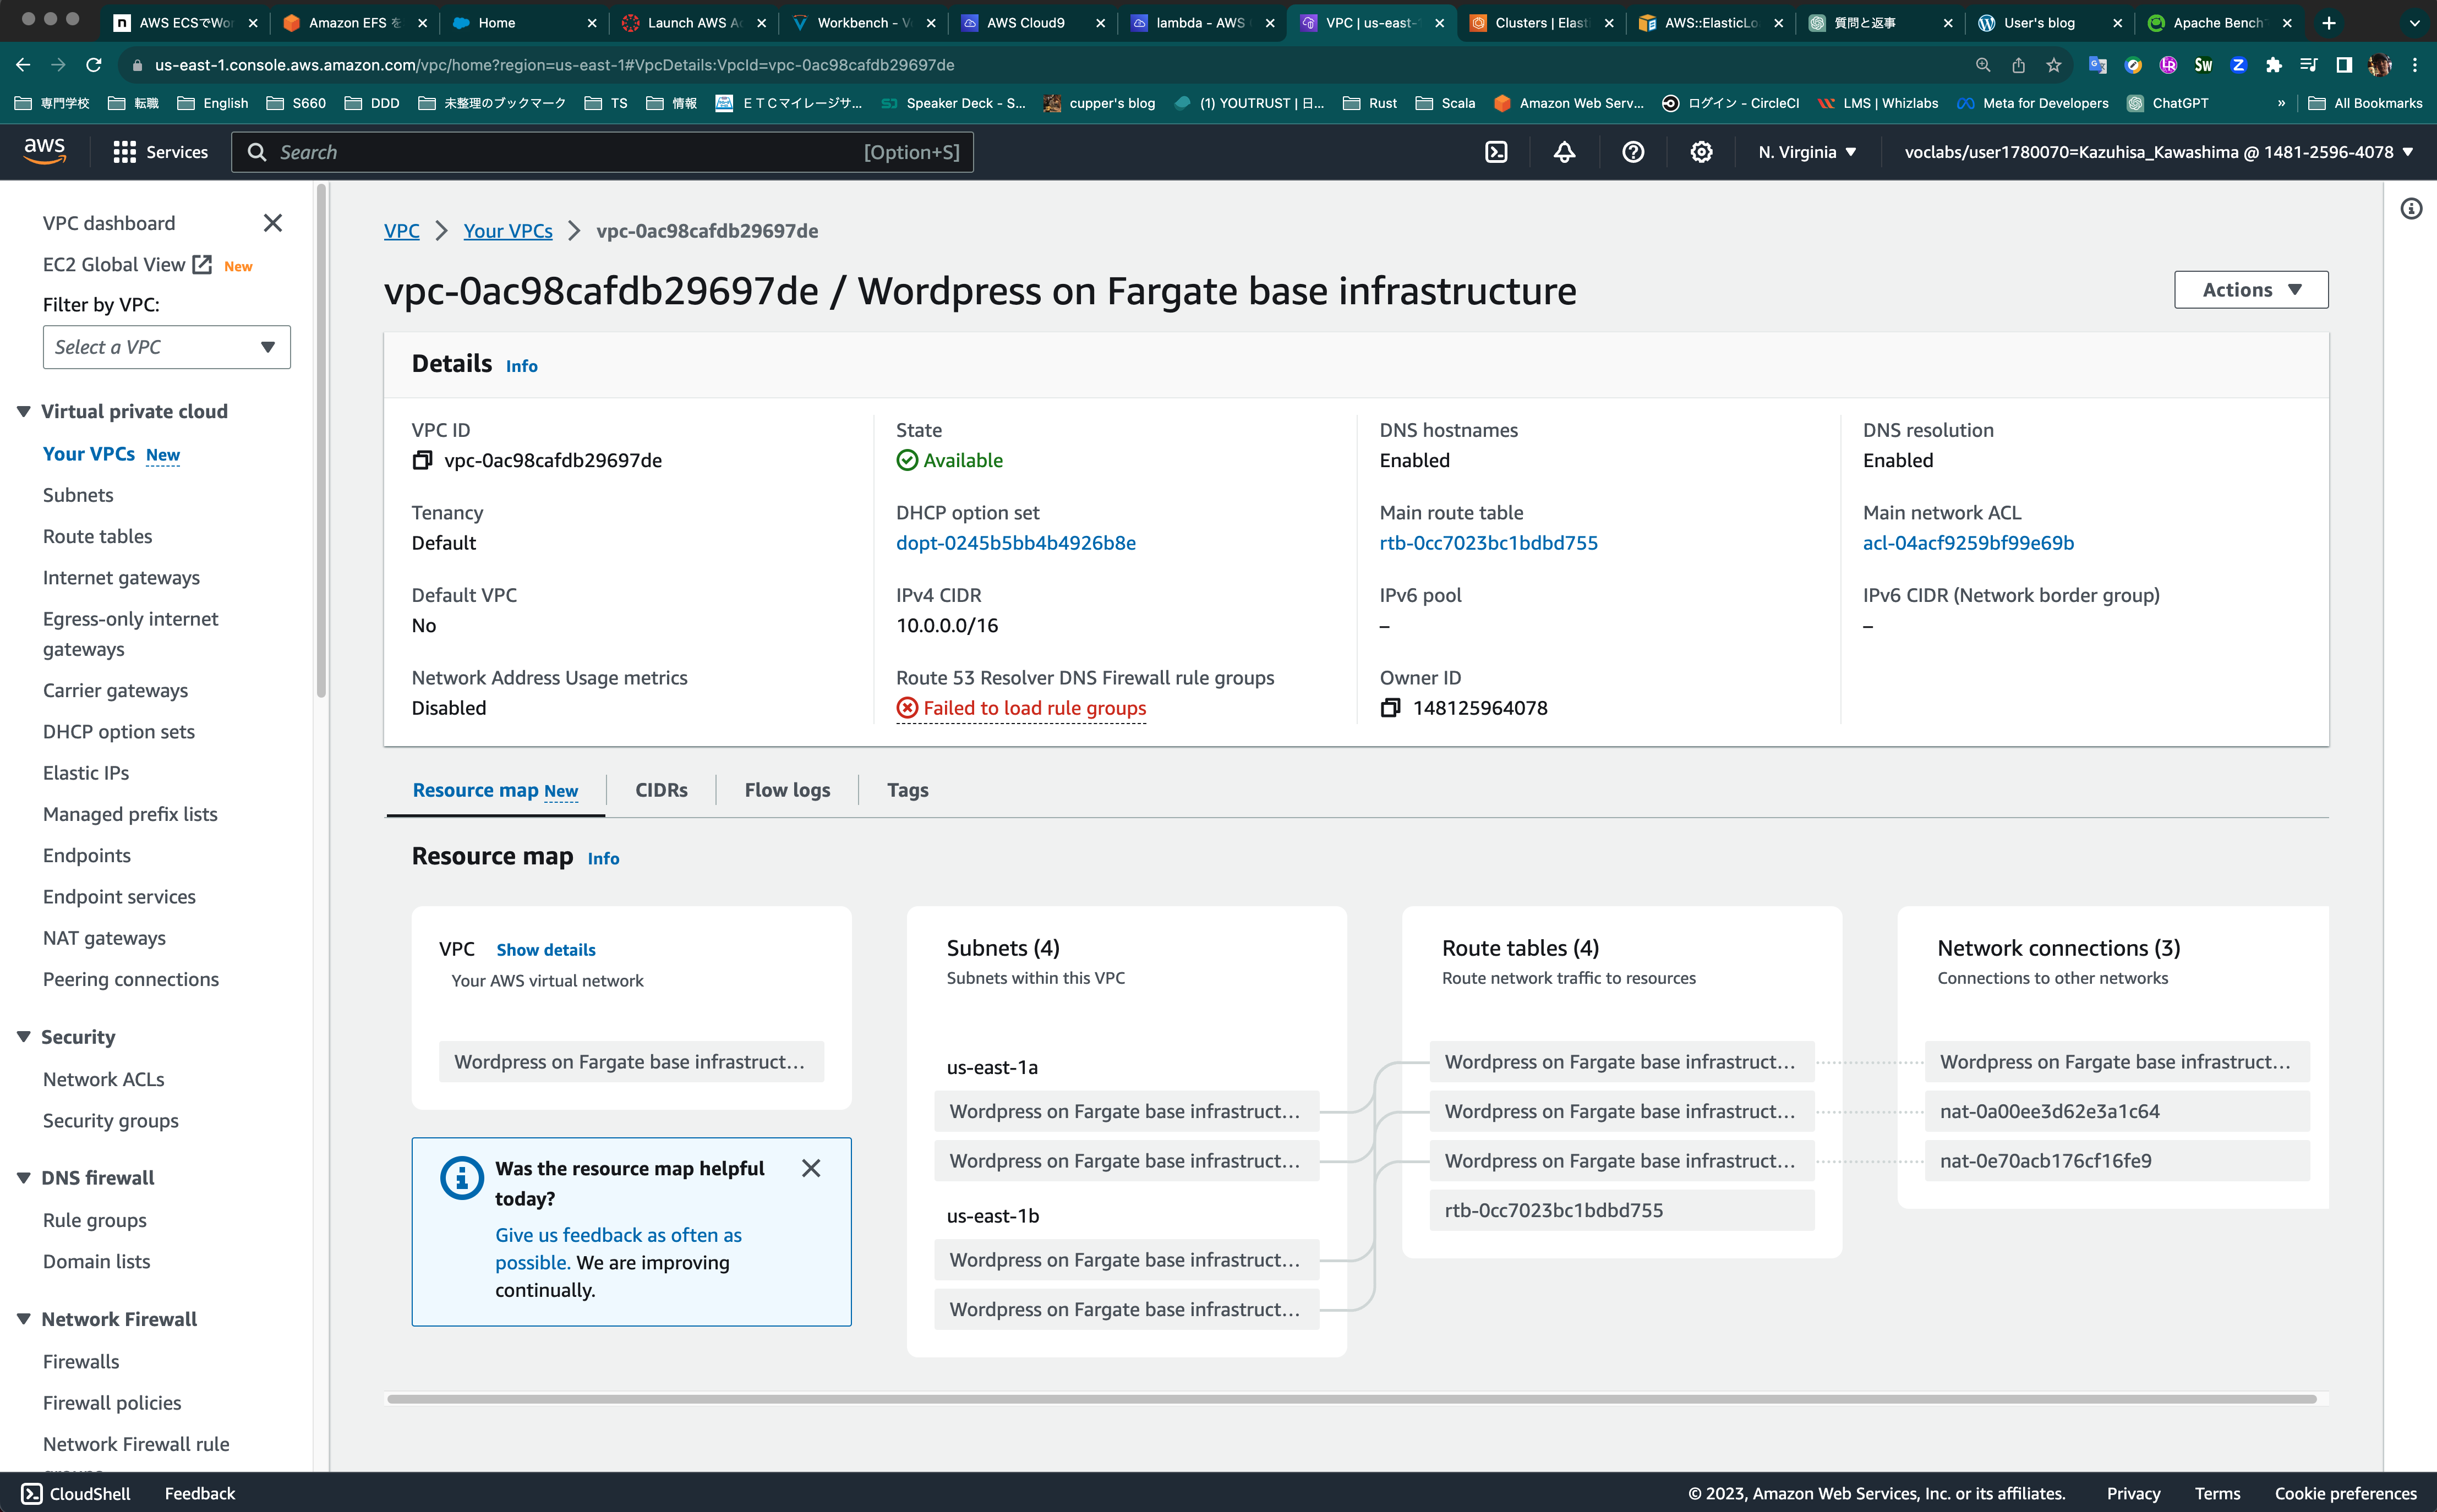 AWS ECSでWor
Amazon EFS を
Home
Launch AWS Ac
Workbench - V
AWS Cloud9
lambda - AWS
VPC | us-east-
Clusters | Elast
AWS::ElasticLo
質問と返事
User's blog
Apache Bench
us-east-1.console.aws.amazon.com/vpc/home?region=us-east-1#VpcDetails:VpcId=vpc-0ac98cafdb29697de
専門学校
転職
English
S660
DDD
未整理のブックマーク
TS
情報
ＥＴＣマイレージサ...
Speaker Deck - S...
cupper's blog
(1) YOUTRUST | 日...
Rust
Scala
Amazon Web Serv...
ログイン - CircleCI
LMS | Whizlabs
Meta for Developers
ChatGPT
»
All Bookmarks
aws
Services
Search
[Option+S]
N. Virginia
voclabs/user1780070=Kazuhisa_Kawashima @ 1481-2596-4078
VPC dashboard
EC2 Global View New
Filter by VPC:
Select a VPC
Virtual private cloud
Your VPCs New
Subnets
Route tables
Internet gateways
Egress-only internet
gateways
Carrier gateways
DHCP option sets
Elastic IPs
Managed prefix lists
Endpoints
Endpoint services
NAT gateways
Peering connections
Security
Network ACLs
Security groups
DNS firewall
Rule groups
Domain lists
Network Firewall
Firewalls
Firewall policies
Network Firewall rule
VPC > Your VPCs > vpc-0ac98cafdb29697de
vpc-0ac98cafdb29697de / Wordpress on Fargate base infrastructure
Actions
Details Info
VPC ID
vpc-0ac98cafdb29697de
State
Available
DNS hostnames
Enabled
DNS resolution
Enabled
Tenancy
Default
DHCP option set
dopt-0245b5bb4b4926b8e
Main route table
rtb-0cc7023bc1bdbd755
Main network ACL
acl-04acf9259bf99e69b
Default VPC
No
IPv4 CIDR
10.0.0.0/16
IPv6 pool
–
IPv6 CIDR (Network border group)
–
Network Address Usage metrics
Disabled
Route 53 Resolver DNS Firewall rule groups
Failed to load rule groups
Owner ID
148125964078
Resource map New
CIDRs
Flow logs
Tags
Resource map Info
VPC Show details
Your AWS virtual network
Wordpress on Fargate base infrastruct...
Was the resource map helpful
today?
Give us feedback as often as
possible. We are improving
continually.
Subnets (4)
Subnets within this VPC
us-east-1a
Wordpress on Fargate base infrastruct...
Wordpress on Fargate base infrastruct...
us-east-1b
Wordpress on Fargate base infrastruct...
Wordpress on Fargate base infrastruct...
Route tables (4)
Route network traffic to resources
Wordpress on Fargate base infrastruct...
Wordpress on Fargate base infrastruct...
Wordpress on Fargate base infrastruct...
rtb-0cc7023bc1bdbd755
Network connections (3)
Connections to other networks
Wordpress on Fargate base infrastruct...
nat-0a00ee3d62e3a1c64
nat-0e70acb176cf16fe9
CloudShell
Feedback
© 2023, Amazon Web Services, Inc. or its affiliates.
Privacy
Terms
Cookie preferences